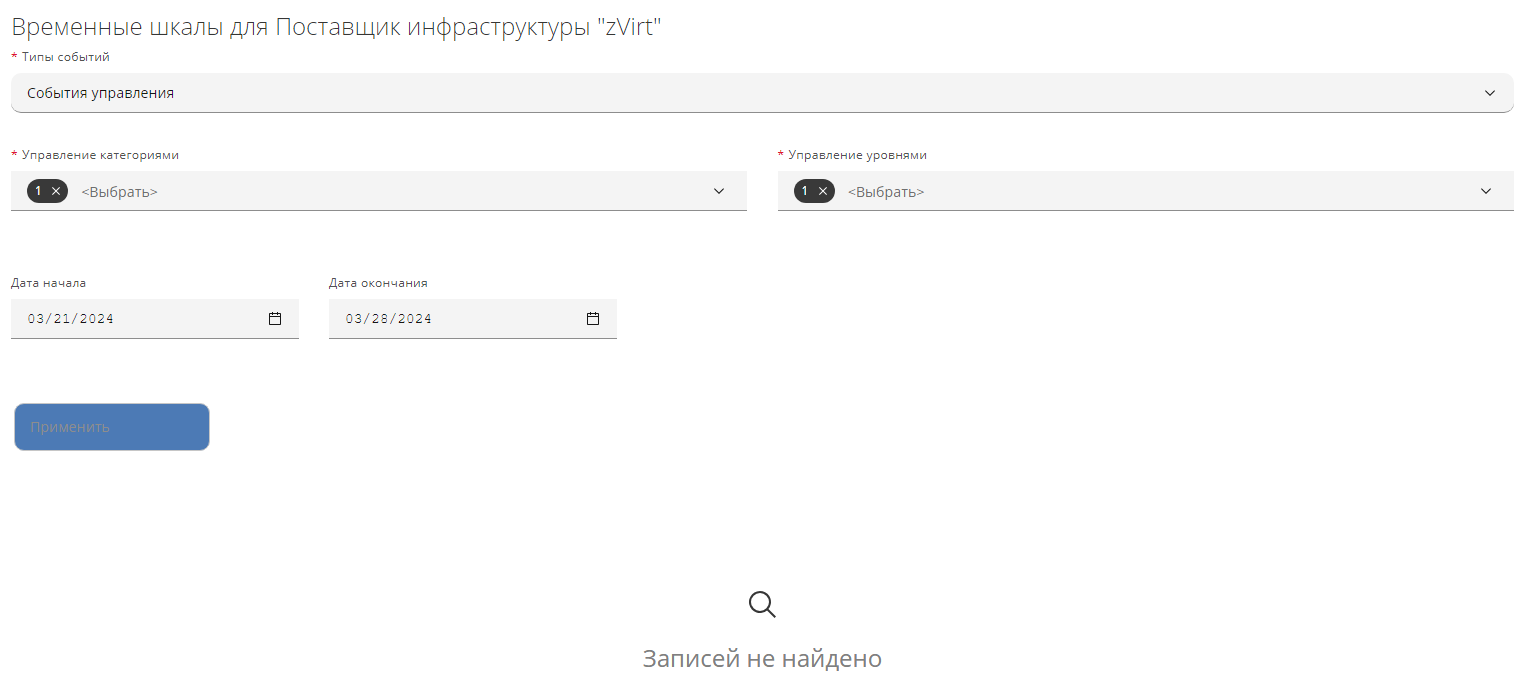 Временные шкалы для Поставщик инфраструктуры "zVirt"
* Типы событий
События управления
* Управление категориями
* Управление уровнями
1 × <Выбрать>
1 × <Выбрать>
Дата начала
Дата окончания
03/21/2024
03/28/2024
Применить
Записей не найдено